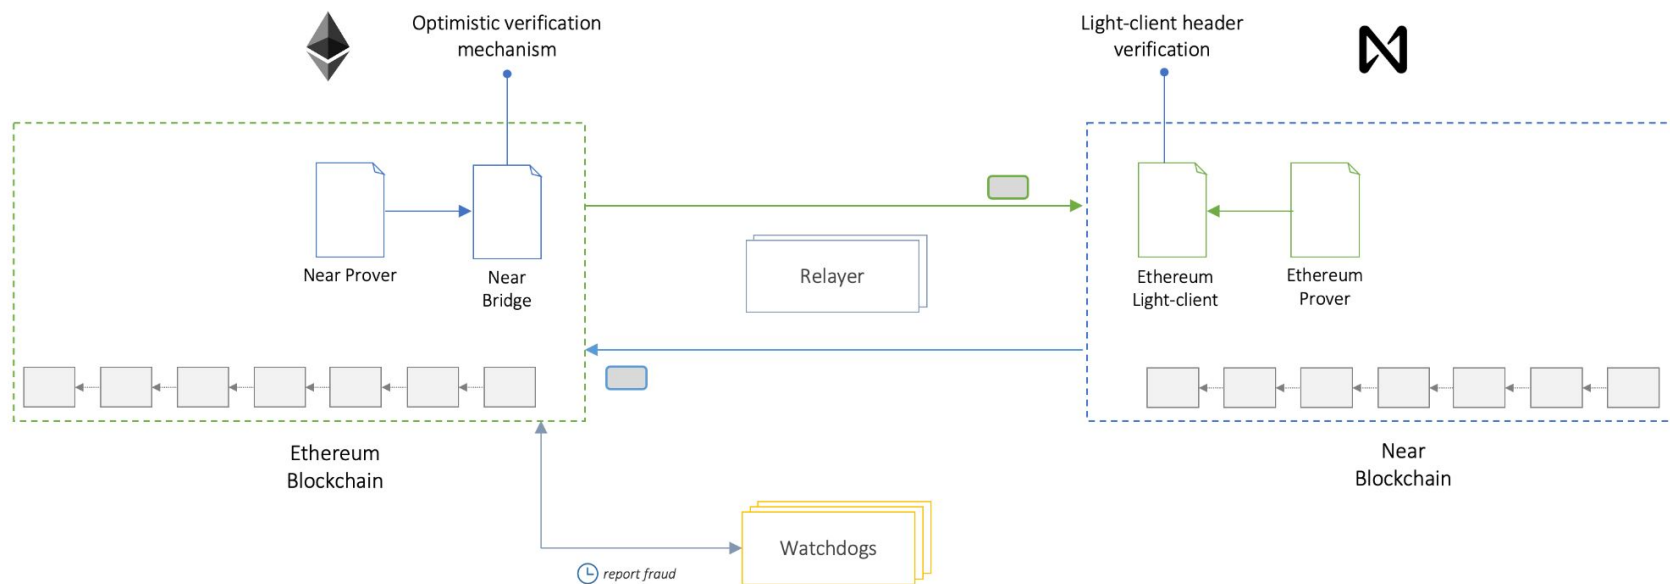 Optimistic verification
mechanism
Light-client header
verification
Near Prover
Near
Bridge
Relayer
Ethereum
Light-client
Ethereum
Prover
Ethereum
Blockchain
Near
Blockchain
Watchdogs
report fraud